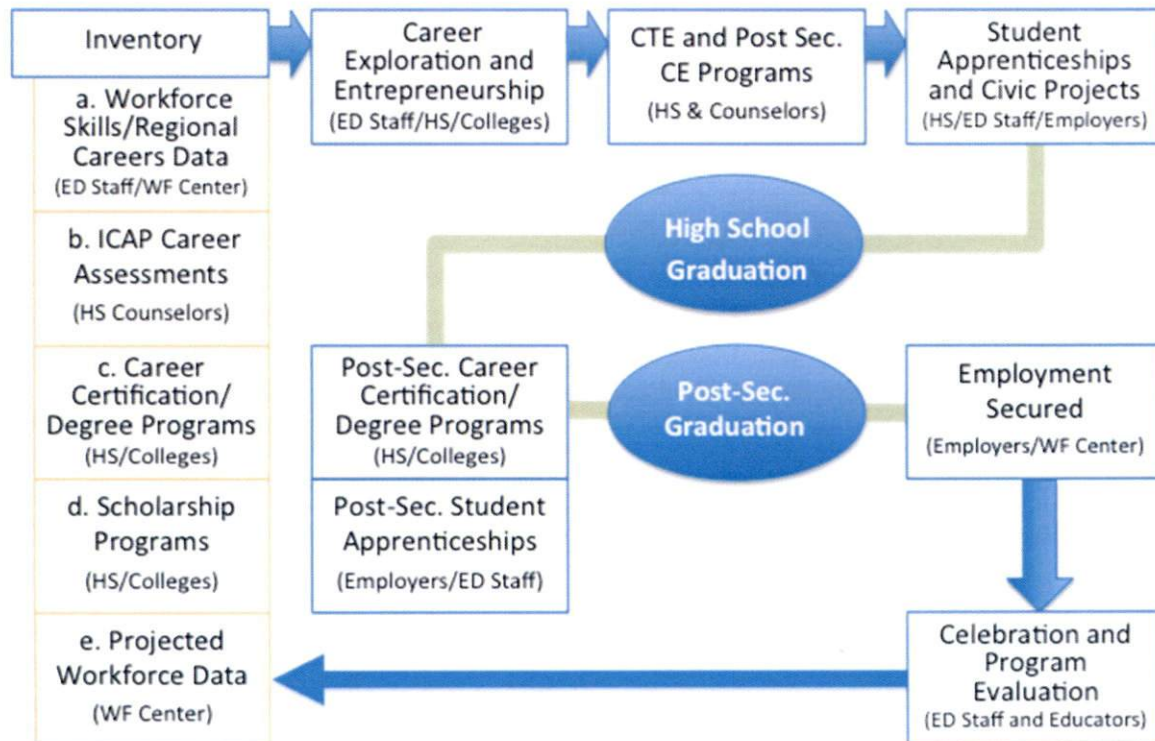 Inventory
a. Workforce
Skills/Regional
Careers Data
(ED Staff/WF Center)
b. ICAP Career
Assessments
(HS Counselors)
c. Career
Certification/
Degree Programs
(HS/Colleges)
d. Scholarship
Programs
(HS/Colleges)
e. Projected
Workforce Data
(WF Center)
Career
Exploration and
Entrepreneurship
(ED Staff/HS/Colleges)
CTE and Post Sec.
CE Programs
(HS & Counselors)
Student
Apprenticeships
and Civic Projects
(HS/ED Staff/Employers)
High School
Graduation
Post-Sec. Career
Certification/
Degree Programs
(HS/Colleges)
Post-Sec. Student
Apprenticeships
(Employers/ED Staff)
Post-Sec.
Graduation
Employment
Secured
(Employers/WF Center)
Celebration and
Program
Evaluation
(ED Staff and Educators)